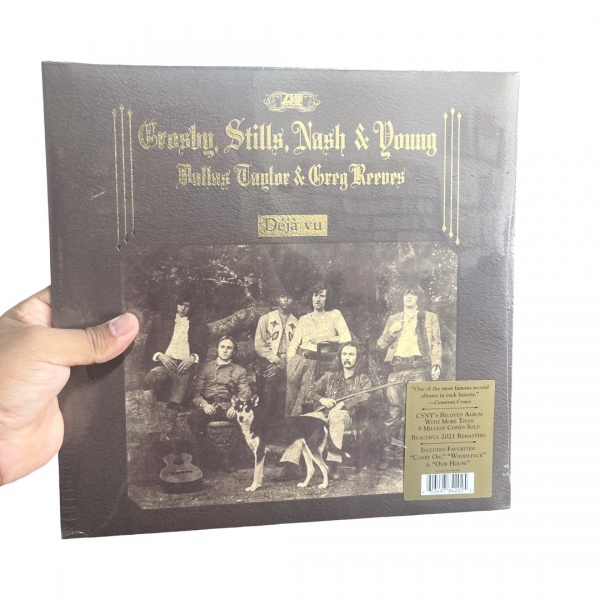 Crosby, Stills, Nash & Young
Dallas Taylor & Greg Reeves
Déjà vu
"One of the most famous second
albums in rock history."
—Cameron Crowe
CSNY's Beloved Album
With More Than
9 Million Copies Sold
Beautiful 2021 Remaster
Includes Favorites:
"Carry On," "Woodstock"
& "Our House"